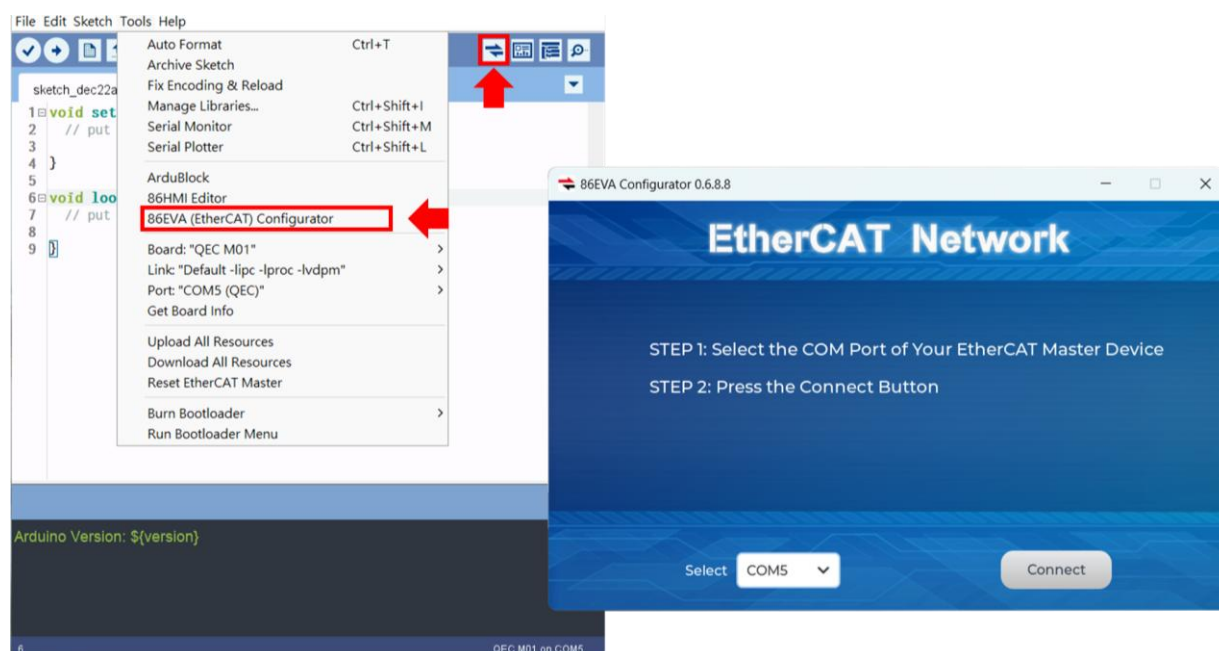 File Edit Sketch Tools Help
Auto Format Ctrl+T
Archive Sketch
Fix Encoding & Reload
Manage Libraries... Ctrl+Shift+I
Serial Monitor Ctrl+Shift+M
Serial Plotter Ctrl+Shift+L
ArduBlock
86HMI Editor
86EVA (EtherCAT) Configurator
Board: "QEC M01"
Link: "Default -lipc -lproc -lvdpm"
Port: "COM5 (QEC)"
Get Board Info
Upload All Resources
Download All Resources
Reset EtherCAT Master
Burn Bootloader
Run Bootloader Menu
sketch_dec22a
1 void set
2 // put
3
4 }
5
6 void loo
7 // put
8
9 }
Arduino Version: ${version}
6 QEC M01 on COM5
86EVA Configurator 0.6.8.8
EtherCAT Network
STEP 1: Select the COM Port of Your EtherCAT Master Device
STEP 2: Press the Connect Button
Select COM5 Connect